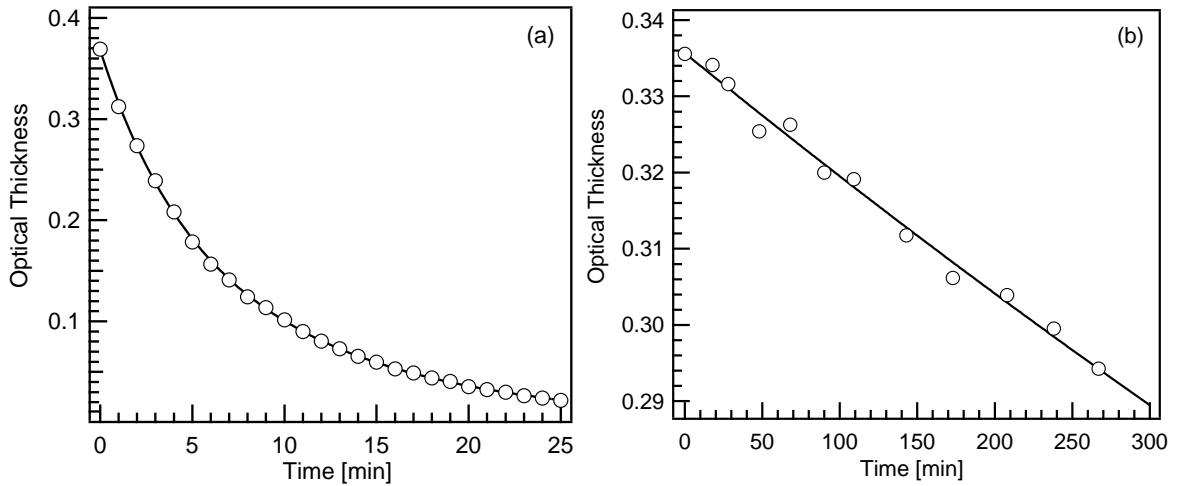 (a)
Optical Thickness
0.4
0.3
0.2
0.1
0 5 10 15 20 25
Time [min]
(b)
Optical Thickness
0.34
0.33
0.32
0.31
0.30
0.29
0 50 100 150 200 250 300
Time [min]